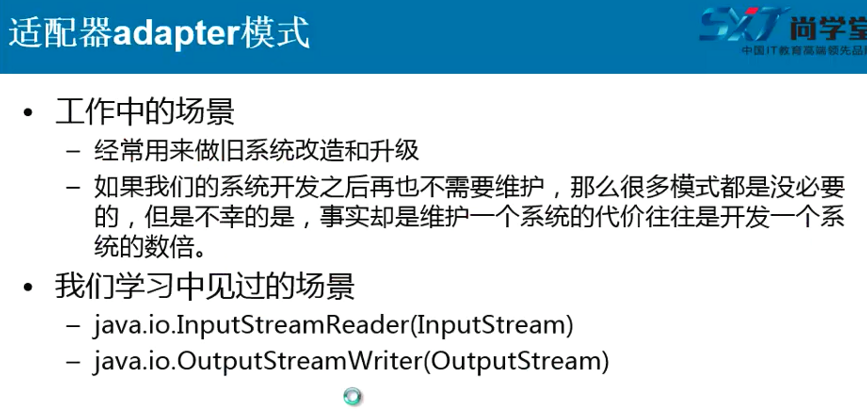 适配器adapter模式
SXT 尚学堂
中国IT教育高端领先品
• 工作中的场景
– 经常用来做旧系统改造和升级
– 如果我们的系统开发之后再也不需要维护，那么很多模式都是没必要
的，但是不幸的是，事实却是维护一个系统的代价往往是开发一个系
统的数倍。
• 我们学习中见过的场景
– java.io.InputStreamReader(InputStream)
– java.io.OutputStreamWriter(OutputStream)